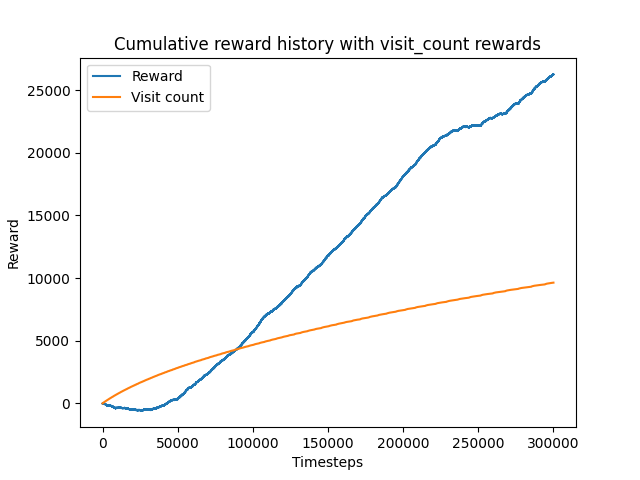 Cumulative reward history with visit_count rewards
Reward
Visit count
25000
20000
15000
10000
5000
0
Reward
0 50000 100000 150000 200000 250000 300000
Timesteps